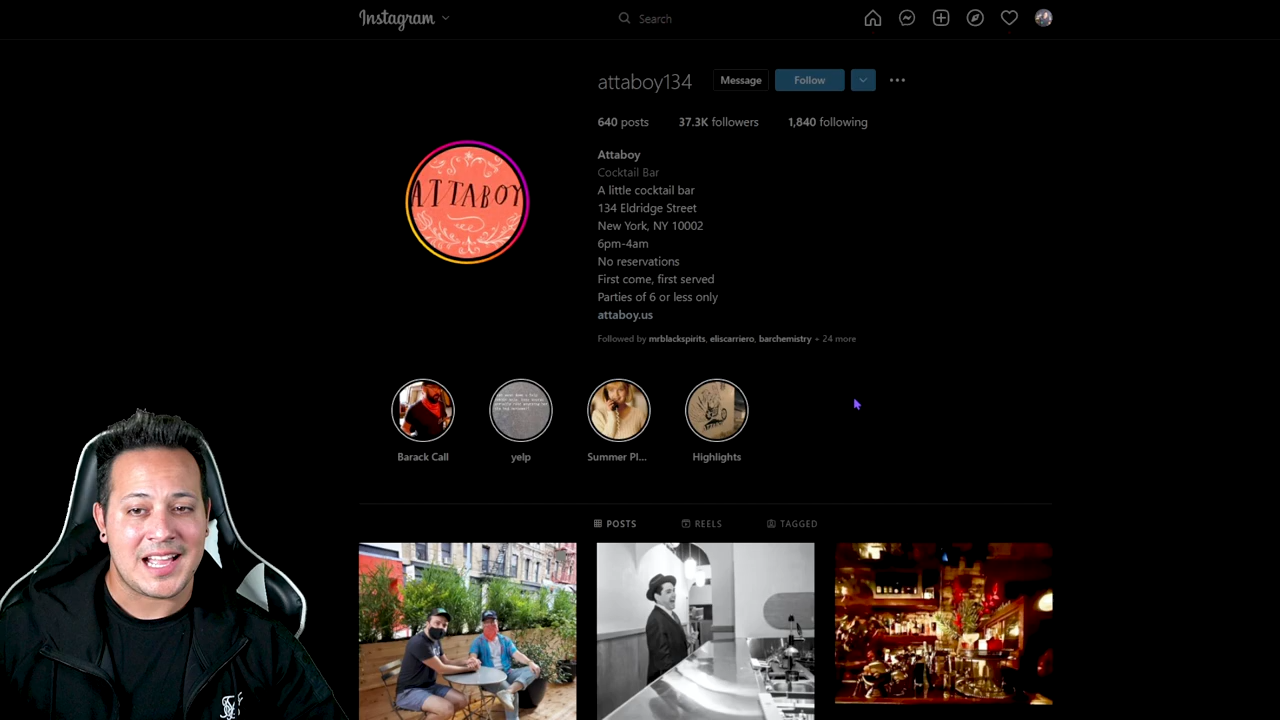 Instagram
Search
attaboy134
Message
Follow
640 posts
37.3K followers
1,840 following
ATTABOY
Attaboy
Cocktail Bar
A little cocktail bar
134 Eldridge Street
New York, NY 10002
6pm-4am
No reservations
First come, first served
Parties of 6 or less only
attaboy.us
Followed by mrblackspirits, eliscarriero, barchemistry + 24 more
Barack Call
yelp
Summer Pl...
Highlights
POSTS
REELS
TAGGED